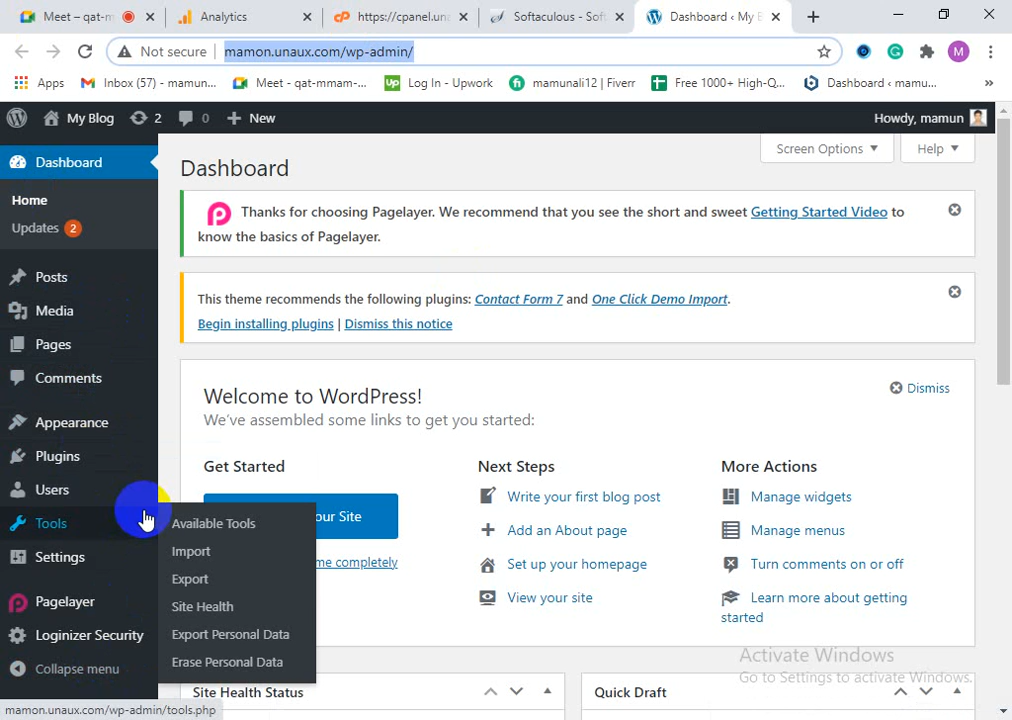 Meet – qat-m
Analytics
https://cpanel.una
Softaculous - Soft
Dashboard ‹ My B
Not secure
mamon.unaux.com/wp-admin/
M
Apps
Inbox (57) - mamun...
Meet - qat-mmam-...
Log In - Upwork
mamunali12 | Fiverr
Free 1000+ High-Q...
Dashboard ‹ mamu...
»
My Blog
2
0
New
Howdy, mamun
Dashboard
Home
Updates 2
Posts
Media
Pages
Comments
Appearance
Plugins
Users
Tools
Settings
Pagelayer
Loginizer Security
Collapse menu
Available Tools
Import
Export
Site Health
Export Personal Data
Erase Personal Data
Screen Options
Help
Dashboard
Thanks for choosing Pagelayer. We recommend that you see the short and sweet Getting Started Video to
know the basics of Pagelayer.
This theme recommends the following plugins: Contact Form 7 and One Click Demo Import.
Begin installing plugins | Dismiss this notice
Welcome to WordPress!
Dismiss
We've assembled some links to get you started:
Get Started
our Site
me completely
Next Steps
Write your first blog post
Add an About page
Set up your homepage
View your site
More Actions
Manage widgets
Manage menus
Turn comments on or off
Learn more about getting
started
Activate Windows
Go to Settings to activate Windows.
Site Health Status
Quick Draft
mamon.unaux.com/wp-admin/tools.php